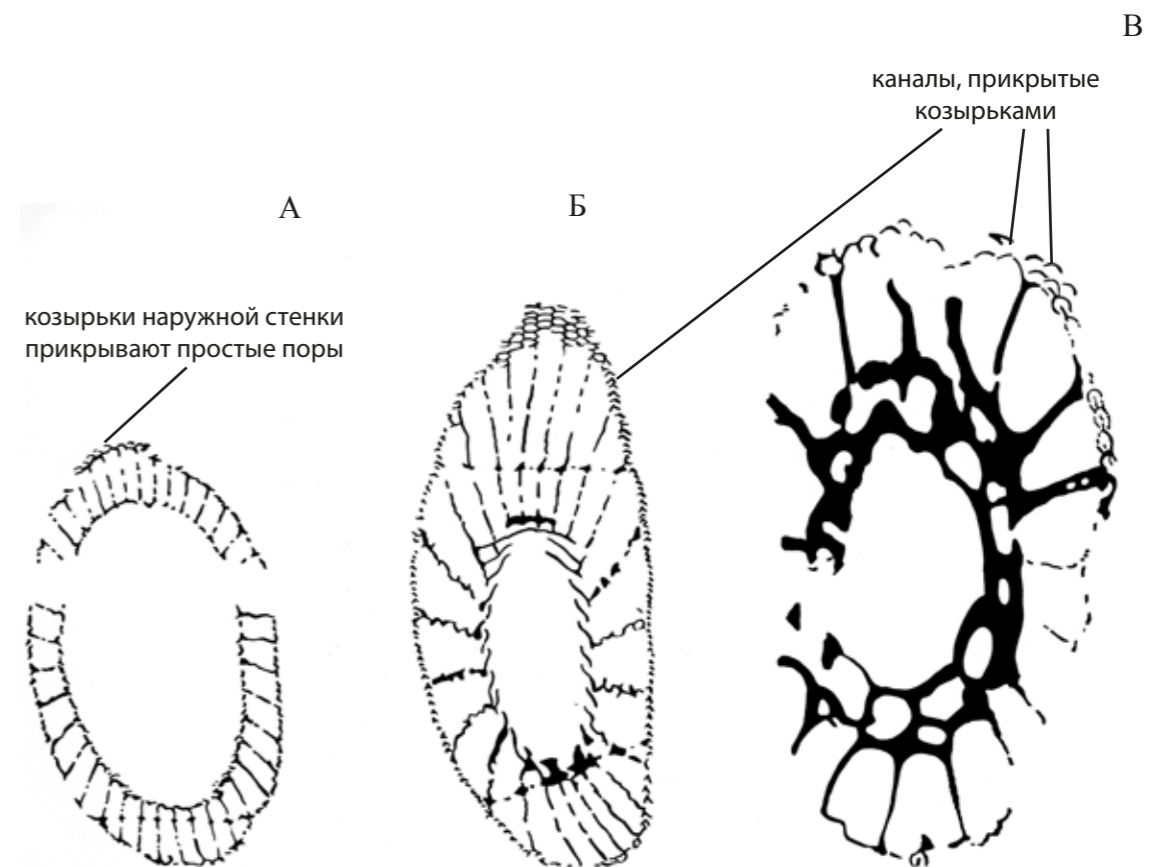 В
каналы, прикрытые
козырьками
А
Б
козырьки наружной стенки
прикрывают простые поры